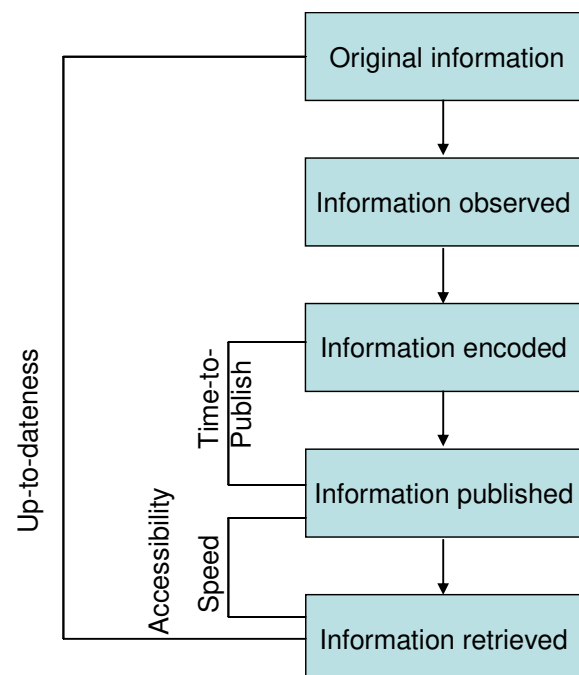 Original information
Information observed
Information encoded
Information published
Information retrieved
Up-to-dateness
Time-to-
Publish
Accessibility
Speed